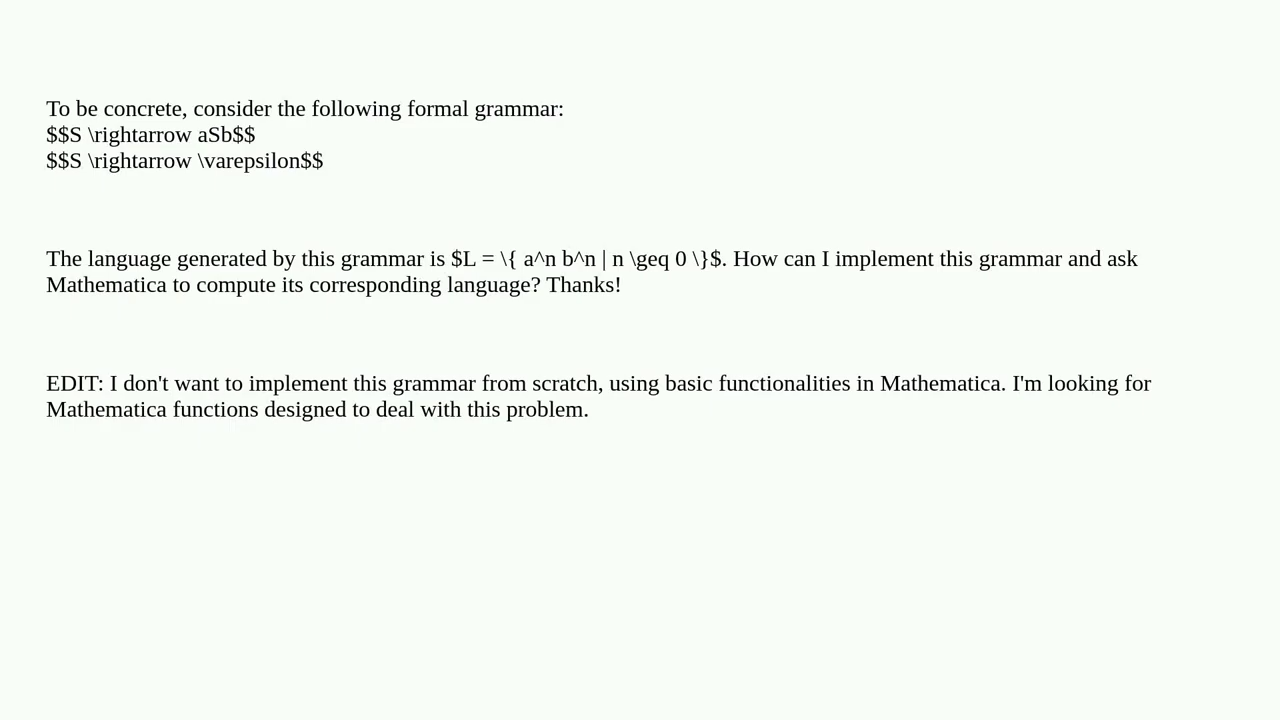 To be concrete, consider the following formal grammar:
$$S \rightarrow aSb$$
$$S \rightarrow \varepsilon$$
The language generated by this grammar is $L = \{ a^n b^n | n \geq 0 \}$. How can I implement this grammar and ask
Mathematica to compute its corresponding language? Thanks!
EDIT: I don't want to implement this grammar from scratch, using basic functionalities in Mathematica. I'm looking for
Mathematica functions designed to deal with this problem.